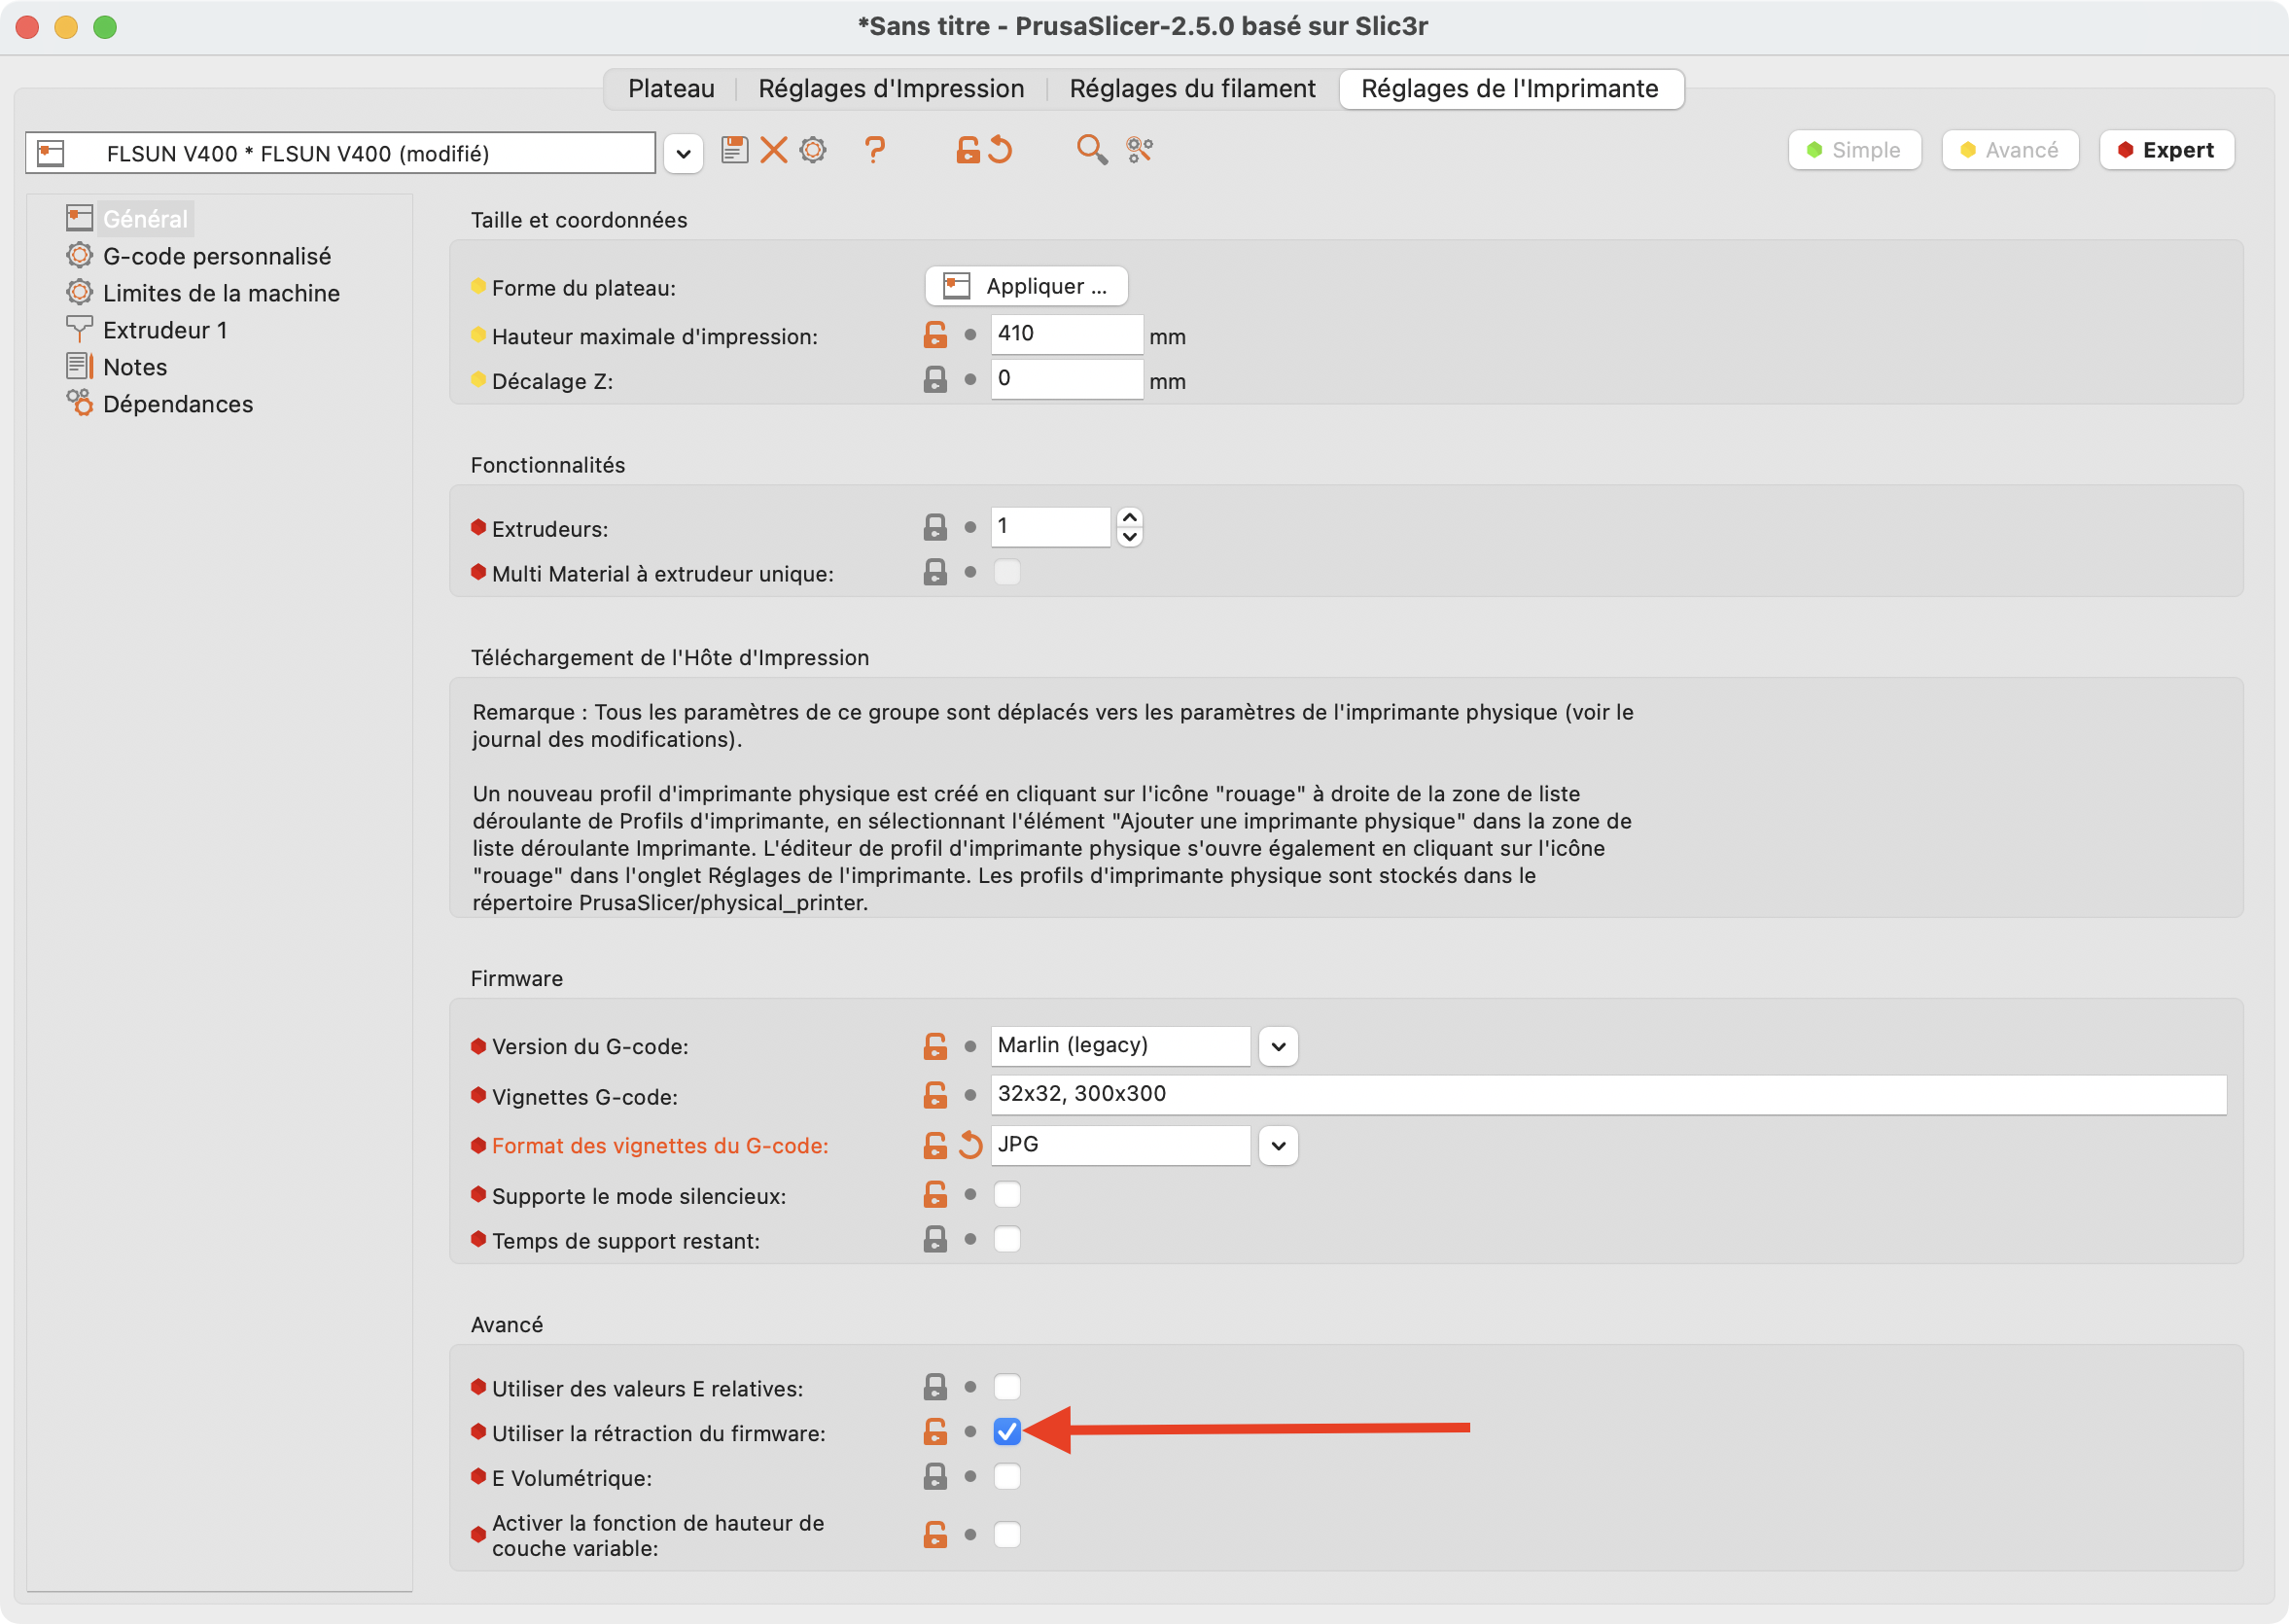 *Sans titre - PrusaSlicer-2.5.0 basé sur Slic3r
Plateau
Réglages d'Impression
Réglages du filament
Réglages de l'Imprimante
FLSUN V400 * FLSUN V400 (modifié)
?
Simple
Avancé
Expert
Général
G-code personnalisé
Limites de la machine
Extrudeur 1
Notes
Dépendances
Taille et coordonnées
Forme du plateau:
Appliquer ...
Hauteur maximale d'impression:
410
mm
Décalage Z:
0
mm
Fonctionnalités
Extrudeurs:
1
Multi Material à extrudeur unique:
Téléchargement de l'Hôte d'Impression
Remarque : Tous les paramètres de ce groupe sont déplacés vers les paramètres de l'imprimante physique (voir le
journal des modifications).
Un nouveau profil d'imprimante physique est créé en cliquant sur l'icône "rouage" à droite de la zone de liste
déroulante de Profils d'imprimante, en sélectionnant l'élément "Ajouter une imprimante physique" dans la zone de
liste déroulante Imprimante. L'éditeur de profil d'imprimante physique s'ouvre également en cliquant sur l'icône
"rouage" dans l'onglet Réglages de l'imprimante. Les profils d'imprimante physique sont stockés dans le
répertoire PrusaSlicer/physical_printer.
Firmware
Version du G-code:
Marlin (legacy)
Vignettes G-code:
32x32, 300x300
Format des vignettes du G-code:
JPG
Supporte le mode silencieux:
Temps de support restant:
Avancé
Utiliser des valeurs E relatives:
Utiliser la rétraction du firmware:
E Volumétrique:
Activer la fonction de hauteur de
couche variable: